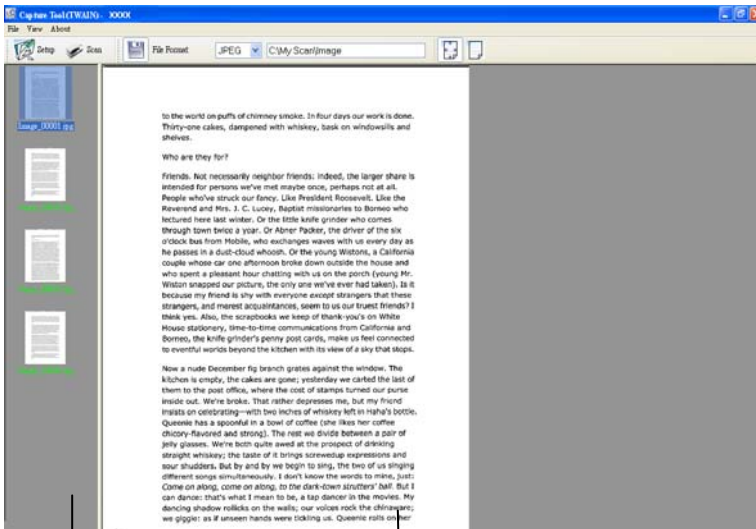 Capture Tool(TWAIN) - XXXX
File View About
Setup Scan File Format JPEG C:\My Scan\Image
Image_00001.jpg
to the world on puffs of chimney smoke. In four days our work is done.
Thirty-one cakes, dampened with whiskey, bask on windowsills and
shelves.
Who are they for?
Friends. Not necessarily neighbor friends: indeed, the larger share is
intended for persons we've met maybe once, perhaps not at all.
People who've struck our fancy. Like President Roosevelt. Like the
Reverend and Mrs. J. C. Lucey, Baptist missionaries to Borneo who
lectured here last winter. Or the little knife grinder who comes
through town twice a year. Or Abner Packer, the driver of the six
o'clock bus from Mobile, who exchanges waves with us every day as
he passes in a dust-cloud whoosh. Or the young Wistons, a California
couple whose car one afternoon broke down outside the house and
who spent a pleasant hour chatting with us on the porch (young Mr.
Wiston snapped our picture, the only one we've ever had taken). Is it
because my friend is shy with everyone except strangers that these
strangers, and merest acquaintances, seem to us our truest friends? I
think yes. Also, the scrapbooks we keep of thank-you's on White
House stationery, time-to-time communications from California and
Borneo, the knife grinder's penny post cards, make us feel connected
to eventful worlds beyond the kitchen with its view of a sky that stops.
Now a nude December fig branch grates against the window. The
kitchen is empty, the cakes are gone; yesterday we carted the last of
them to the post office, where the cost of stamps turned our purse
inside out. We're broke. That rather depresses me, but my friend
insists on celebrating—with two inches of whiskey left in Haha's bottle.
Queenie has a spoonful in a bowl of coffee (she likes her coffee
chicory-flavored and strong). The rest we divide between a pair of
jelly glasses. We're both quite awed at the prospect of drinking
straight whiskey; the taste of it brings screwedup expressions and
sour shudders. But by and by we begin to sing, the two of us singing
different songs simultaneously. I don't know the words to mine, just:
Come on along, come on along, to the dark-town strutters' ball. But I
can dance: that's what I mean to be, a tap dancer in the movies. My
dancing shadow rollicks on the walls; our voices rock the chinaware;
we giggle: as if unseen hands were tickling us. Queenie rolls on her